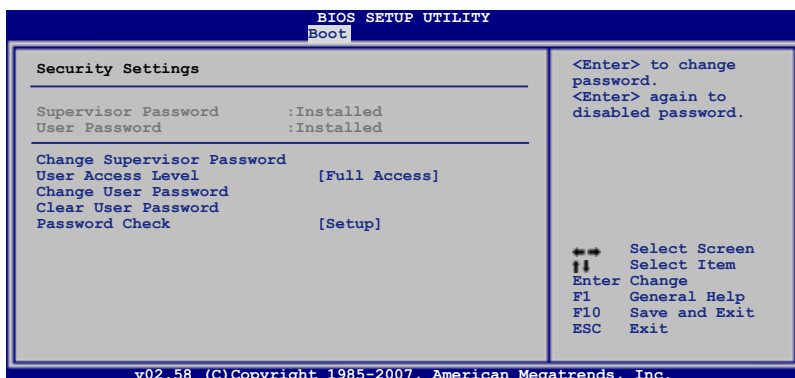 BIOS SETUP UTILITY
Boot
Security Settings
Supervisor Password :Installed
User Password :Installed
Change Supervisor Password
User Access Level [Full Access]
Change User Password
Clear User Password
Password Check [Setup]
<Enter> to change
password.
<Enter> again to
disabled password.
←→ Select Screen
↑↓ Select Item
Enter Change
F1 General Help
F10 Save and Exit
ESC Exit
v02.58 (C)Copyright 1985-2007, American Megatrends, Inc.